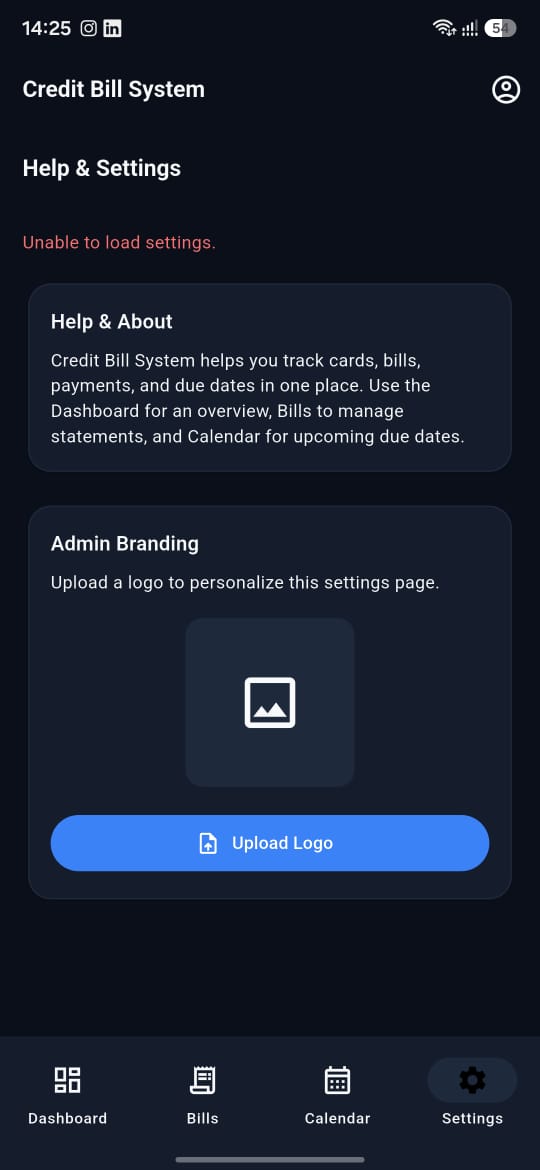 14:25
54
Credit Bill System
Help & Settings
Unable to load settings.
Help & About
Credit Bill System helps you track cards, bills,
payments, and due dates in one place. Use the
Dashboard for an overview, Bills to manage
statements, and Calendar for upcoming due dates.
Admin Branding
Upload a logo to personalize this settings page.
Upload Logo
Dashboard
Bills
Calendar
Settings